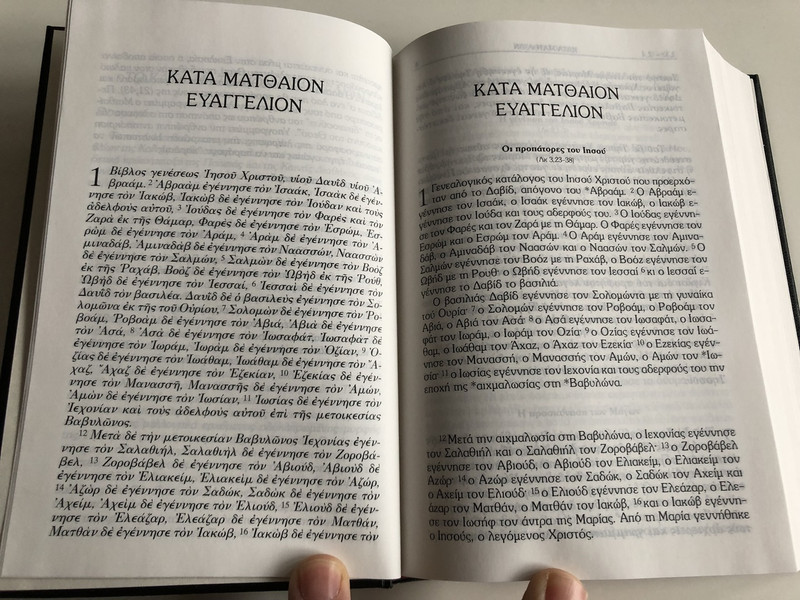 ΚΑΤΑ ΜΑΤΘΑΙΟΝ
ΕΥΑΓΓΕΛΙΟΝ
1 Βίβλος γενέσεως Ἰησοῦ Χριστοῦ, υἱοῦ Δαυῒδ υἱοῦ Ἀ-
βραάμ. 2 Ἀβραὰμ ἐγέννησε τὸν Ἰσαάκ, Ἰσαὰκ δὲ ἐγέν-
νησε τὸν Ἰακώβ, Ἰακὼβ δὲ ἐγέννησε τὸν Ἰούδαν καὶ τοὺς
ἀδελφοὺς αὐτοῦ, 3 Ἰούδας δὲ ἐγέννησε τὸν Φαρὲς καὶ τὸν
Ζαρὰ ἐκ τῆς Θάμαρ, Φαρὲς δὲ ἐγέννησε τὸν Ἐσρώμ, Ἐσ-
ρὼμ δὲ ἐγέννησε τὸν Ἀράμ, 4 Ἀρὰμ δὲ ἐγέννησε τὸν Ἀ-
μιναδάβ, Ἀμιναδὰβ δὲ ἐγέννησε τὸν Ναασσών, Ναασσὼν
δὲ ἐγέννησε τὸν Σαλμών, 5 Σαλμὼν δὲ ἐγέννησε τὸν Βοὸζ
ἐκ τῆς Ραχάβ, Βοὸζ δὲ ἐγέννησε τὸν Ὠβὴδ ἐκ τῆς Ρούθ,
Ὠβὴδ δὲ ἐγέννησε τὸν Ἰεσσαί, 6 Ἰεσσαὶ δὲ ἐγέννησε τὸν
Δαυῒδ τὸν βασιλέα. Δαυῒδ δὲ ὁ βασιλεὺς ἐγέννησε τὸν Σο-
λομῶνα ἐκ τῆς τοῦ Οὐρίου, 7 Σολομὼν δὲ ἐγέννησε τὸν Ῥο-
βοάμ, Ῥοβοὰμ δὲ ἐγέννησε τὸν Ἀβιά, Ἀβιὰ δὲ ἐγέννησε
τὸν Ἀσά, 8 Ἀσὰ δὲ ἐγέννησε τὸν Ἰωσαφάτ, Ἰωσαφὰτ δὲ
ἐγέννησε τὸν Ἰωράμ, Ἰωρὰμ δὲ ἐγέννησε τὸν Ὀζίαν, 9 Ὀ-
ζίας δὲ ἐγέννησε τὸν Ἰωάθαμ, Ἰωάθαμ δὲ ἐγέννησε τὸν Ἄ-
χαζ, Ἄχαζ δὲ ἐγέννησε τὸν Ἐζεκίαν, 10 Ἐζεκίας δὲ ἐγέν-
νησε τὸν Μανασσῆ, Μανασσῆς δὲ ἐγέννησε τὸν Ἀμών,
Ἀμὼν δὲ ἐγέννησε τὸν Ἰωσίαν, 11 Ἰωσίας δὲ ἐγέννησε τὸν
Ἰεχονίαν καὶ τοὺς ἀδελφοὺς αὐτοῦ ἐπὶ τῆς μετοικεσίας
Βαβυλῶνος.
12 Μετὰ δὲ τὴν μετοικεσίαν Βαβυλῶνος Ἰεχονίας ἐγέν-
νησε τὸν Σαλαθιήλ, Σαλαθιὴλ δὲ ἐγέννησε τὸν Ζοροβά-
βελ, 13 Ζοροβάβελ δὲ ἐγέννησε τὸν Ἀβιούδ, Ἀβιοὺδ δὲ
ἐγέννησε τὸν Ἐλιακείμ, Ἐλιακεὶμ δὲ ἐγέννησε τὸν Ἀζώρ,
14 Ἀζὼρ δὲ ἐγέννησε τὸν Σαδώκ, Σαδὼκ δὲ ἐγέννησε τὸν
Ἀχείμ, Ἀχεὶμ δὲ ἐγέννησε τὸν Ἐλιούδ, 15 Ἐλιοὺδ δὲ ἐγέν-
νησε τὸν Ἐλεάζαρ, Ἐλεάζαρ δὲ ἐγέννησε τὸν Ματθάν,
Ματθὰν δὲ ἐγέννησε τὸν Ἰακώβ, 16 Ἰακὼβ δὲ ἐγέννησε τὸν
ΚΑΤΑ ΜΑΤΘΑΙΟΝ
ΕΥΑΓΓΕΛΙΟΝ
Οι προπάτορες του Ιησού
(Λκ 3,23-38)
1 Γενεαλογικός κατάλογος του Ιησού Χριστού που προερχό-
ταν από το Δαβίδ, απόγονο του *Αβραάμ. 2 Ο Αβραάμ ε-
γέννησε τον Ισαάκ, ο Ισαάκ εγέννησε τον Ιακώβ, ο Ιακώβ ε-
γέννησε τον Ιούδα και τους αδερφούς του. 3 Ο Ιούδας εγέννη-
σε τον Φαρές και τον Ζαρά με τη Θάμαρ. Ο Φαρές εγέννησε τον
Εσρώμ και ο Εσρώμ τον Αράμ. 4 Ο Αράμ εγέννησε τον Αμινα-
δάβ, ο Αμιναδάβ τον Ναασών και ο Ναασών τον Σαλμών. 5 Ο
Σαλμών εγέννησε τον Βοόζ με τη Ραχάβ, ο Βοόζ εγέννησε τον
Ωβήδ με τη Ρουθ· ο Ωβήδ εγέννησε τον Ιεσσαί 6 κι ο Ιεσσαί ε-
γέννησε το Δαβίδ το βασιλιά.
Ο βασιλιάς Δαβίδ εγέννησε τον Σολομώντα με τη γυναίκα
του Ουρία· 7 ο Σολομών εγέννησε τον Ροβοάμ, ο Ροβοάμ τον
Αβιά, ο Αβιά τον Ασά· 8 ο Ασά εγέννησε τον Ιωσαφάτ, ο Ιωσα-
φάτ τον Ιωράμ, ο Ιωράμ τον Οζία· 9 ο Οζίας εγέννησε τον Ιωά-
θαμ, ο Ιωάθαμ τον Άχαζ, ο Άχαζ τον Εζεκία· 10 ο Εζεκίας εγέν-
νησε τον Μανασσή, ο Μανασσής τον Αμών, ο Αμών τον *Ιω-
σία· 11 ο Ιωσίας εγέννησε τον Ιεχονία και τους αδερφούς του την
εποχή της *αιχμαλωσίας στη *Βαβυλώνα.
12 Μετά την αιχμαλωσία στη Βαβυλώνα, ο Ιεχονίας εγέννησε
τον Σαλαθιήλ και ο Σαλαθιήλ τον Ζοροβάβελ· 13 ο Ζοροβάβελ
εγέννησε τον Αβιούδ, ο Αβιούδ τον Ελιακείμ, ο Ελιακείμ τον
Αζώρ· 14 ο Αζώρ εγέννησε τον Σαδώκ, ο Σαδώκ τον Αχείμ και
ο Αχείμ τον Ελιούδ· 15 ο Ελιούδ εγέννησε τον Ελεάζαρ, ο Ελε-
άζαρ τον Ματθάν, ο Ματθάν τον Ιακώβ, 16 και ο Ιακώβ εγέννη-
σε τον Ιωσήφ τον άντρα της Μαρίας. Από τη Μαρία γεννήθηκε
ο Ιησούς, ο λεγόμενος Χριστός.